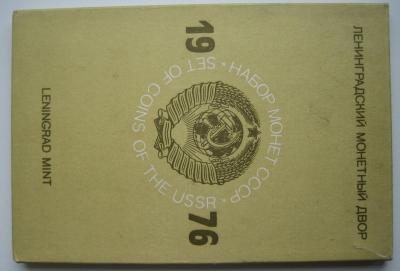 ЛЕНИНГРАДСКИЙ МОНЕТНЫЙ ДВОР
19 76
НАБОР МОНЕТ СССР •
SET OF COINS OF THE USSR •
LENINGRAD MINT